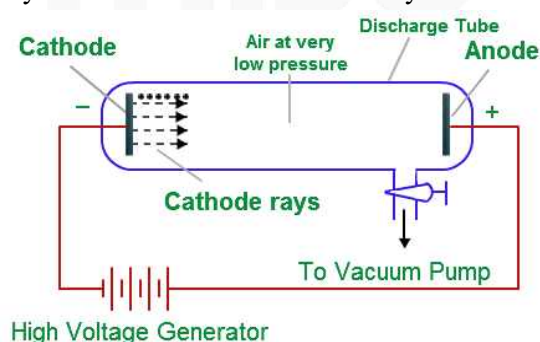 Discharge Tube
Cathode
Air at very
low pressure
Anode
−
+
Cathode rays
To Vacuum Pump
High Voltage Generator